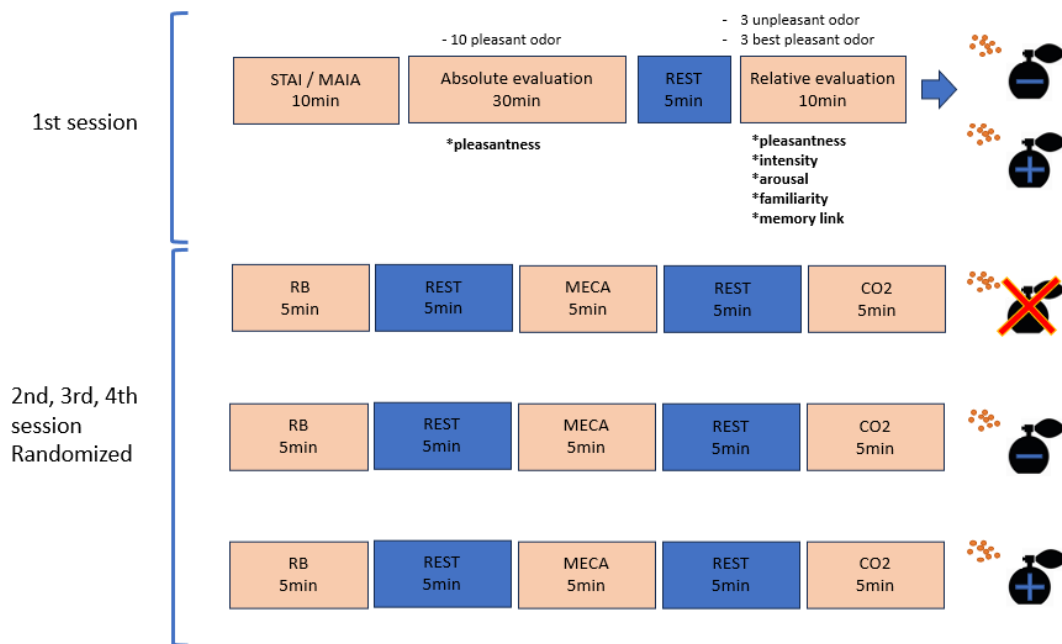 - 10 pleasant odor
- 3 unpleasant odor
- 3 best pleasant odor
1st session
STAI / MAIA
10min
Absolute evaluation
30min
REST
5min
Relative evaluation
10min
*pleasantness
*pleasantness
*intensity
*arousal
*familiarity
*memory link
2nd, 3rd, 4th
session
Randomized
RB
5min
REST
5min
MECA
5min
REST
5min
CO2
5min
RB
5min
REST
5min
MECA
5min
REST
5min
CO2
5min
RB
5min
REST
5min
MECA
5min
REST
5min
CO2
5min